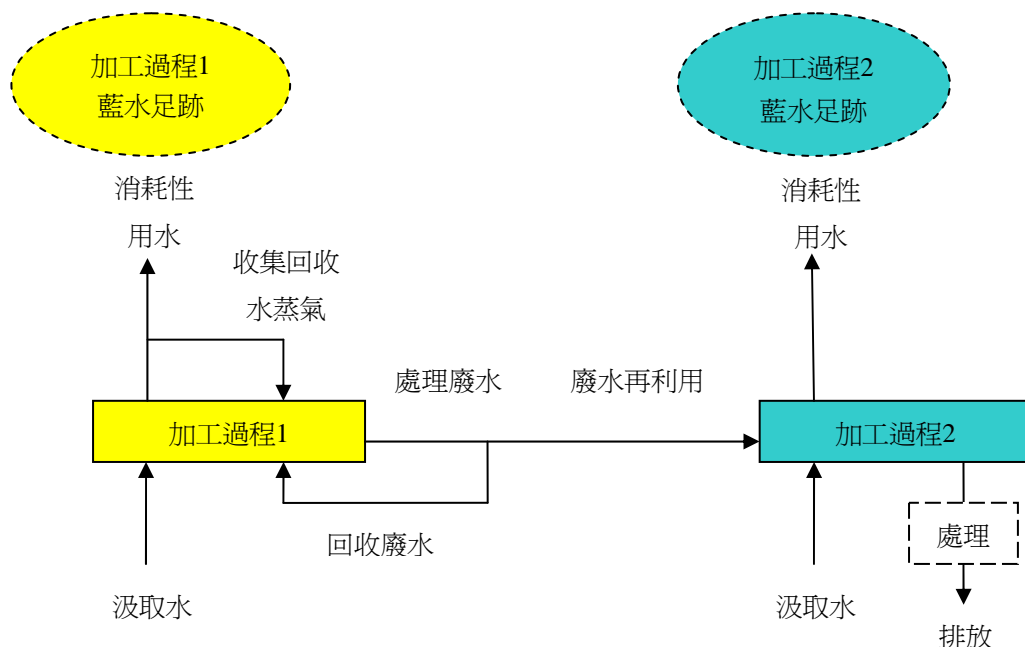 加工過程1
藍水足跡
加工過程2
藍水足跡
消耗性
用水
消耗性
用水
收集回收
水蒸氣
處理廢水
廢水再利用
加工過程1
加工過程2
回收廢水
處理
汲取水
汲取水
排放